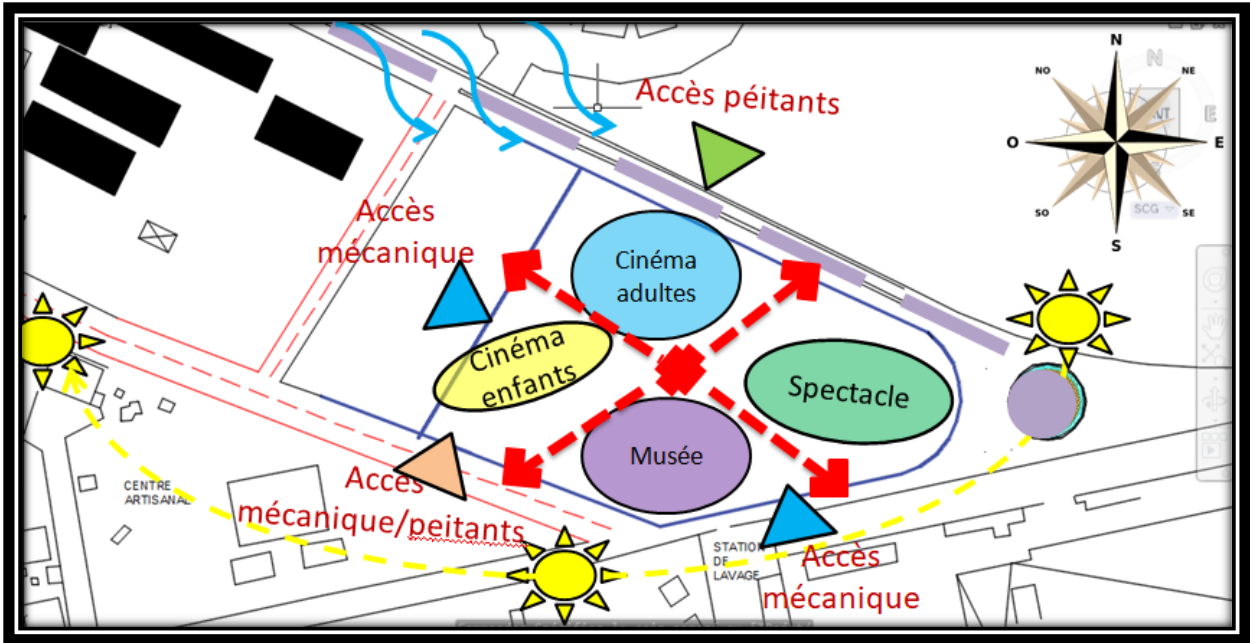 N
NO
NE
O
E
SO
SE
S
N
E
SCG
Accès péitants
Accès
mécanique
Cinéma
adultes
Cinéma
enfants
Spectacle
Musée
Accès
mécanique/peitants
CENTRE
ARTISANAL
STATION
DE
LAVAGE
Accès
mécanique